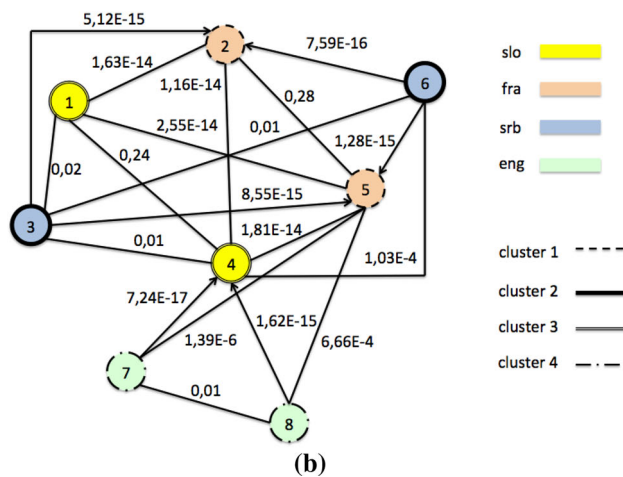 5,12E-15
2
7,59E-16
6
1,63E-14
1,16E-14
0,28
1
0,01
2,55E-14
1,28E-15
0,02
0,24
5
8,55E-15
3
1,81E-14
0,01
4
1,03E-4
7,24E-17
1,62E-15
1,39E-6
6,66E-4
7
0,01
8
slo
fra
srb
eng
cluster 1
cluster 2
cluster 3
cluster 4
(b)